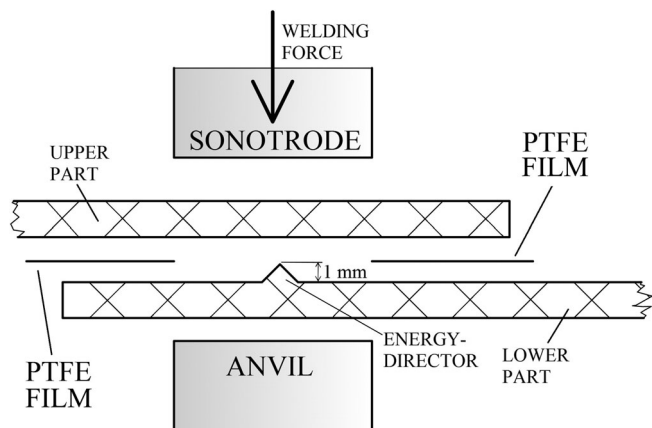 WELDING
FORCE
SONOTRODE
PTFE
FILM
UPPER
PART
1 mm
ENERGY-
DIRECTOR
LOWER
PART
PTFE
FILM
ANVIL